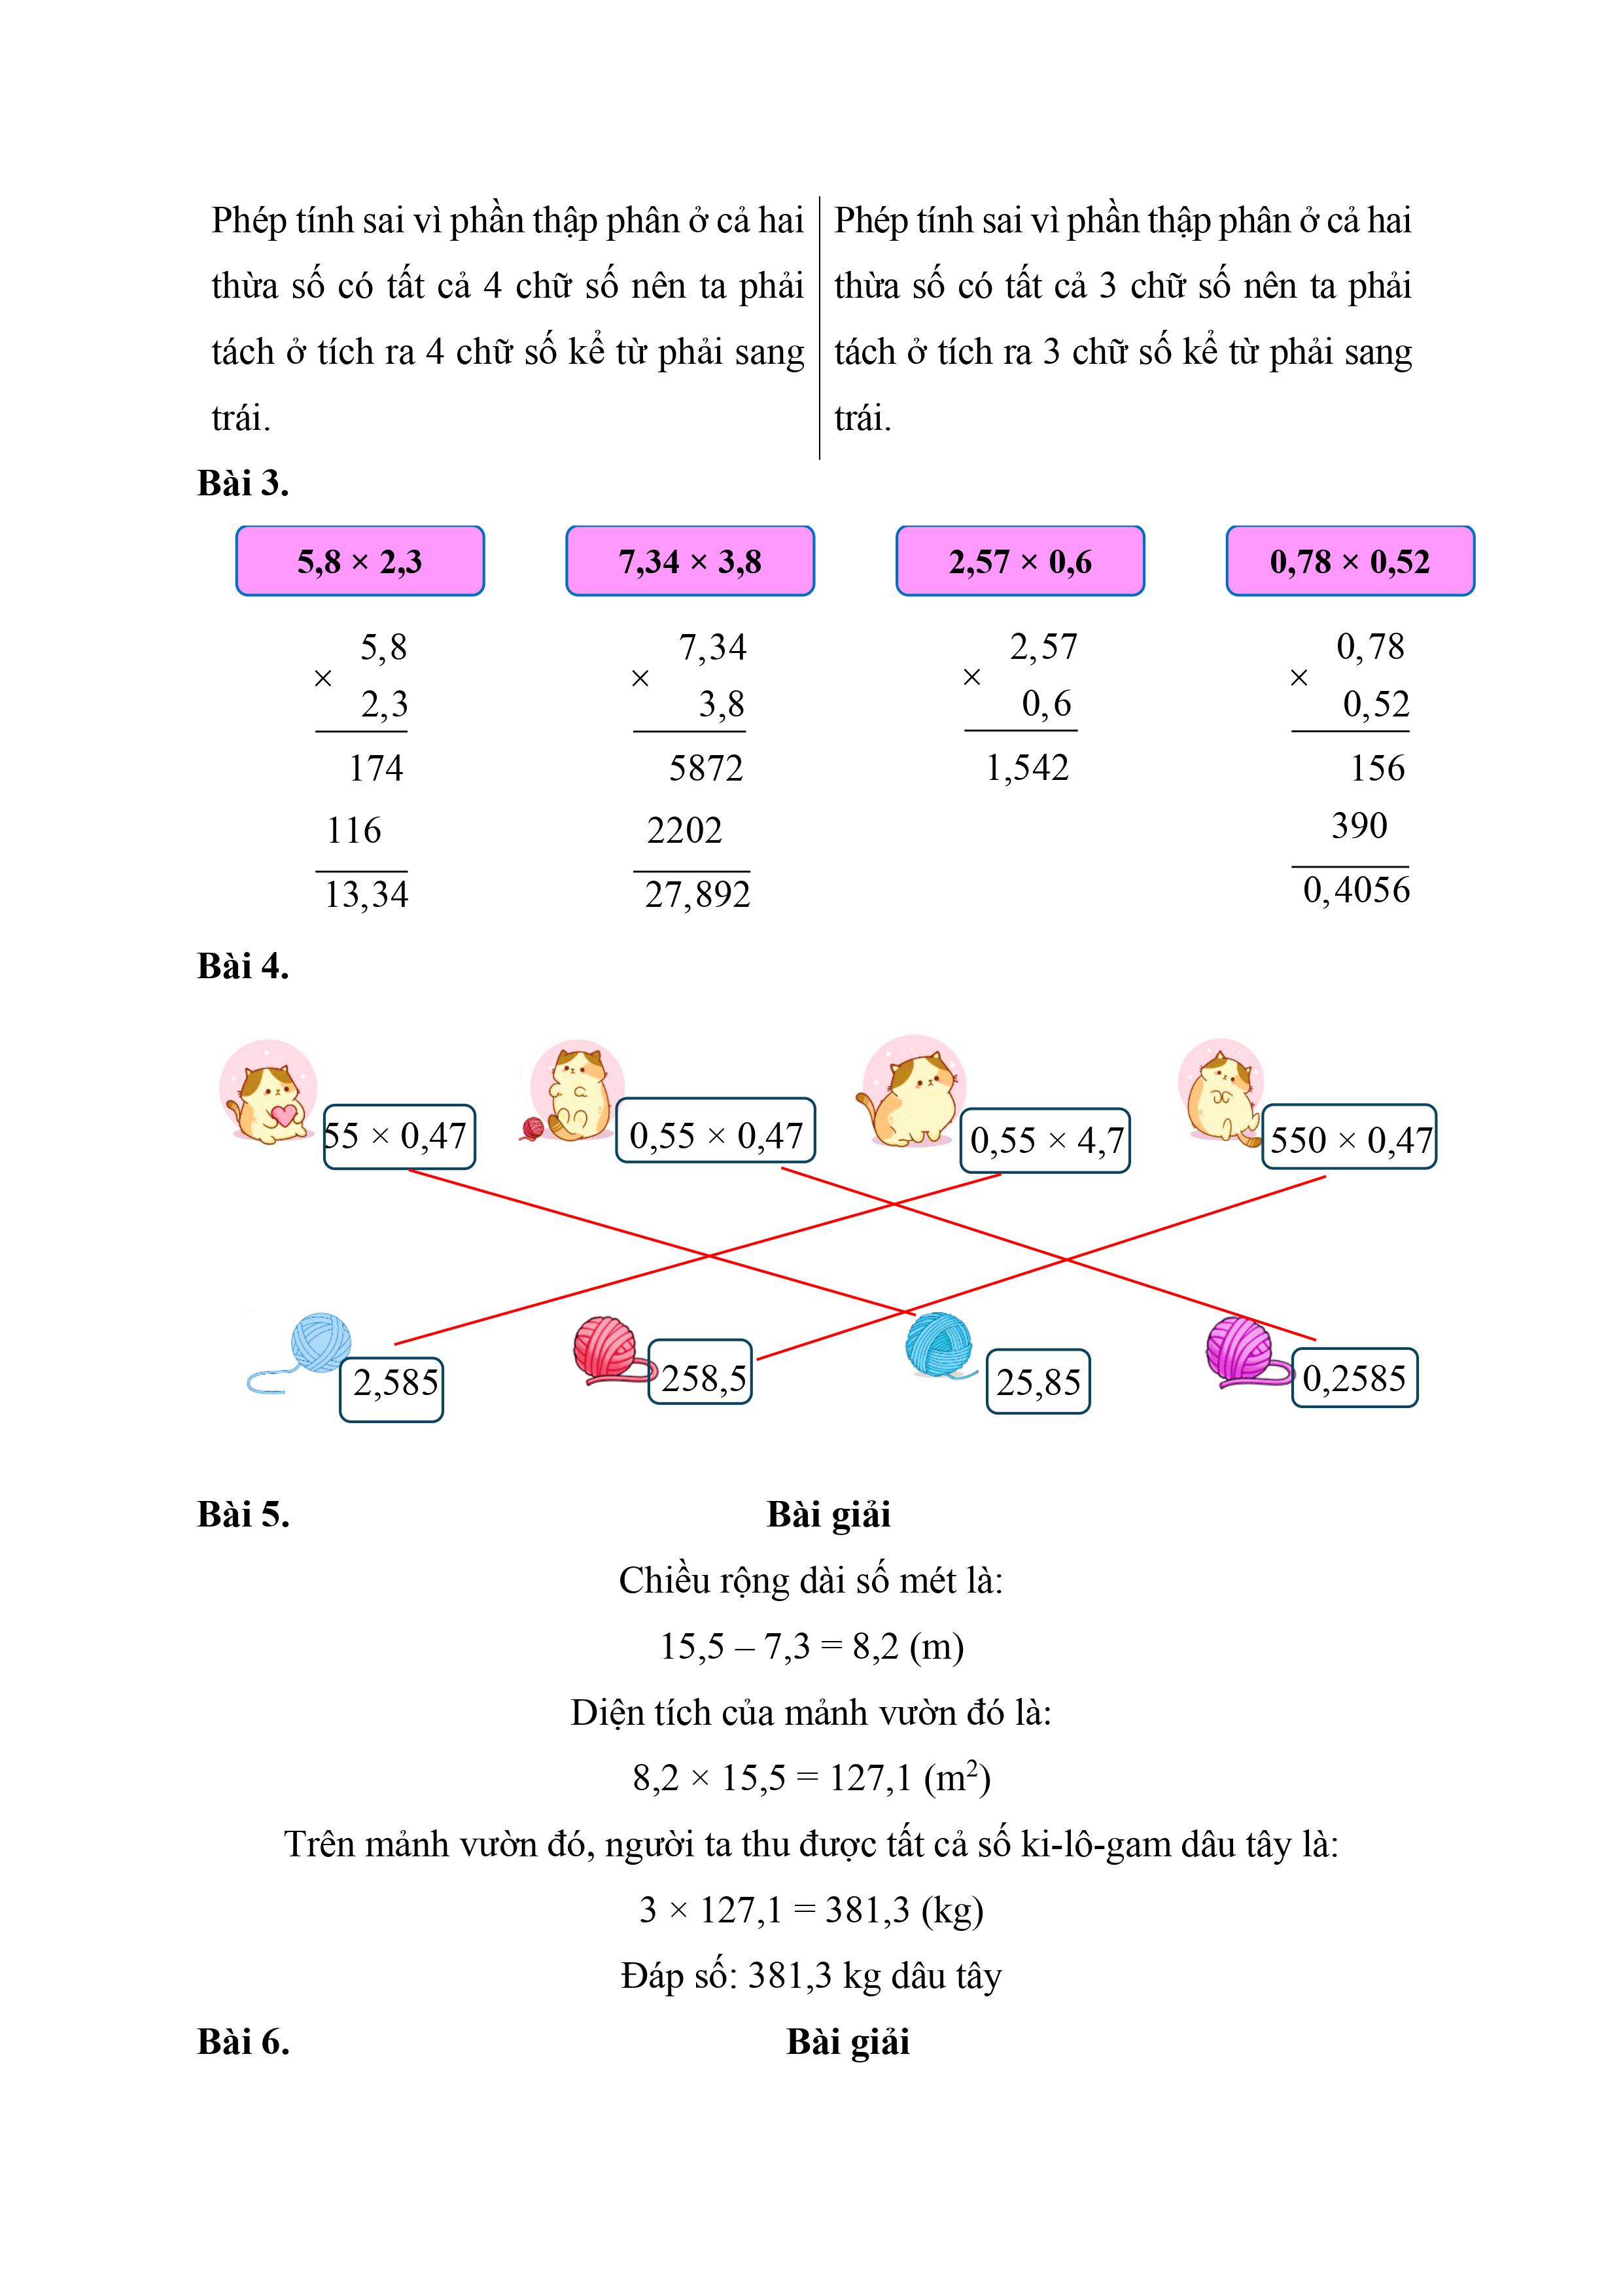 Phép tính sai vì phần thập phân ở cả hai
thừa số có tất cả 4 chữ số nên ta phải
tách ở tích ra 4 chữ số kể từ phải sang
trái.
Phép tính sai vì phần thập phân ở cả hai
thừa số có tất cả 3 chữ số nên ta phải
tách ở tích ra 3 chữ số kể từ phải sang
trái.
Bài 3.
5,8 × 2,3
7,34 × 3,8
2,57 × 0,6
0,78 × 0,52
5,8
×
2,3
174
116
13,34
7,34
×
3,8
5872
2202
27,892
2,57
×
0,6
1,542
0,78
×
0,52
156
390
0,4056
Bài 4.
55 × 0,47
0,55 × 0,47
0,55 × 4,7
550 × 0,47
2,585
258,5
25,85
0,2585
Bài 5. Bài giải
Chiều rộng dài số mét là:
15,5 – 7,3 = 8,2 (m)
Diện tích của mảnh vườn đó là:
8,2 × 15,5 = 127,1 (m²)
Trên mảnh vườn đó, người ta thu được tất cả số ki-lô-gam dâu tây là:
3 × 127,1 = 381,3 (kg)
Đáp số: 381,3 kg dâu tây
Bài 6. Bài giải